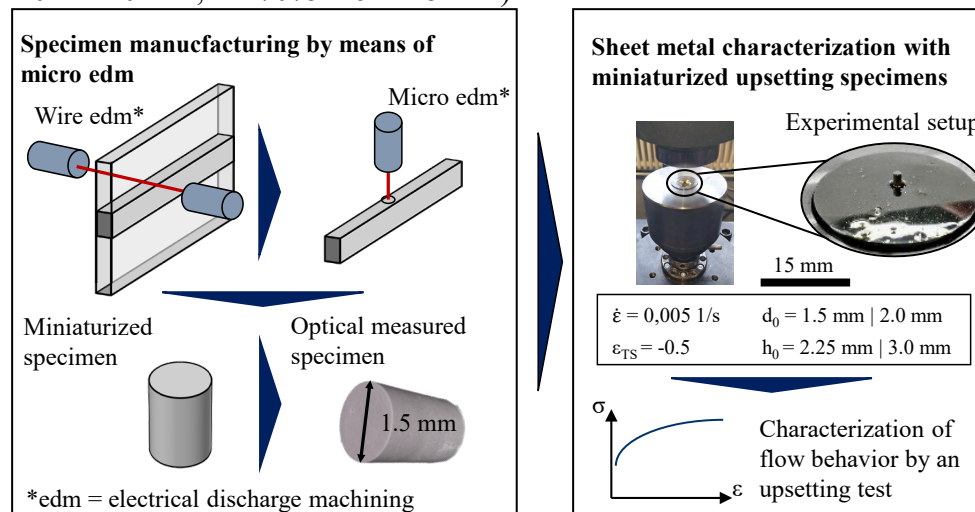 Specimen manucfacturing by means of
micro edm
Wire edm*
Micro edm*
Miniaturized
specimen
Optical measured
specimen
1.5 mm
*edm = electrical discharge machining
Sheet metal characterization with
miniaturized upsetting specimens
Experimental setup
15 mm
ε̇ = 0,005 1/s
d₀ = 1.5 mm | 2.0 mm
ε_TS = -0.5
h₀ = 2.25 mm | 3.0 mm
σ
ε
Characterization of
flow behavior by an
upsetting test